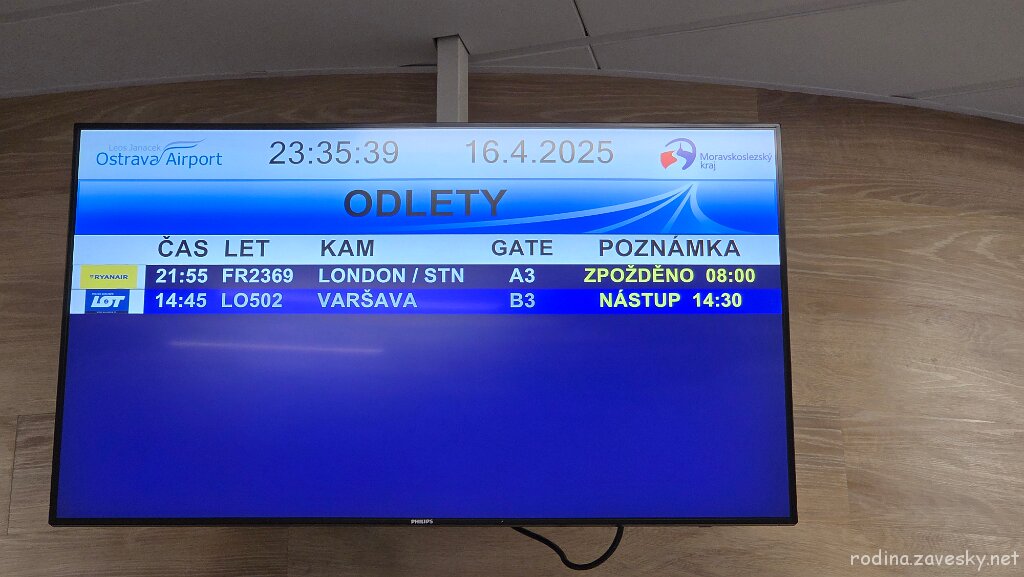 Leoš Janáček
Ostrava Airport
23:35:39
16.4.2025
Moravskoslezský
kraj
ODLETY
ČAS LET KAM GATE POZNÁMKA
RYANAIR 21:55 FR2369 LONDON / STN A3 ZPOŽDĚNO 08:00
LOT 14:45 LO502 VARŠAVA B3 NÁSTUP 14:30
PHILIPS
rodina.zavesky.net